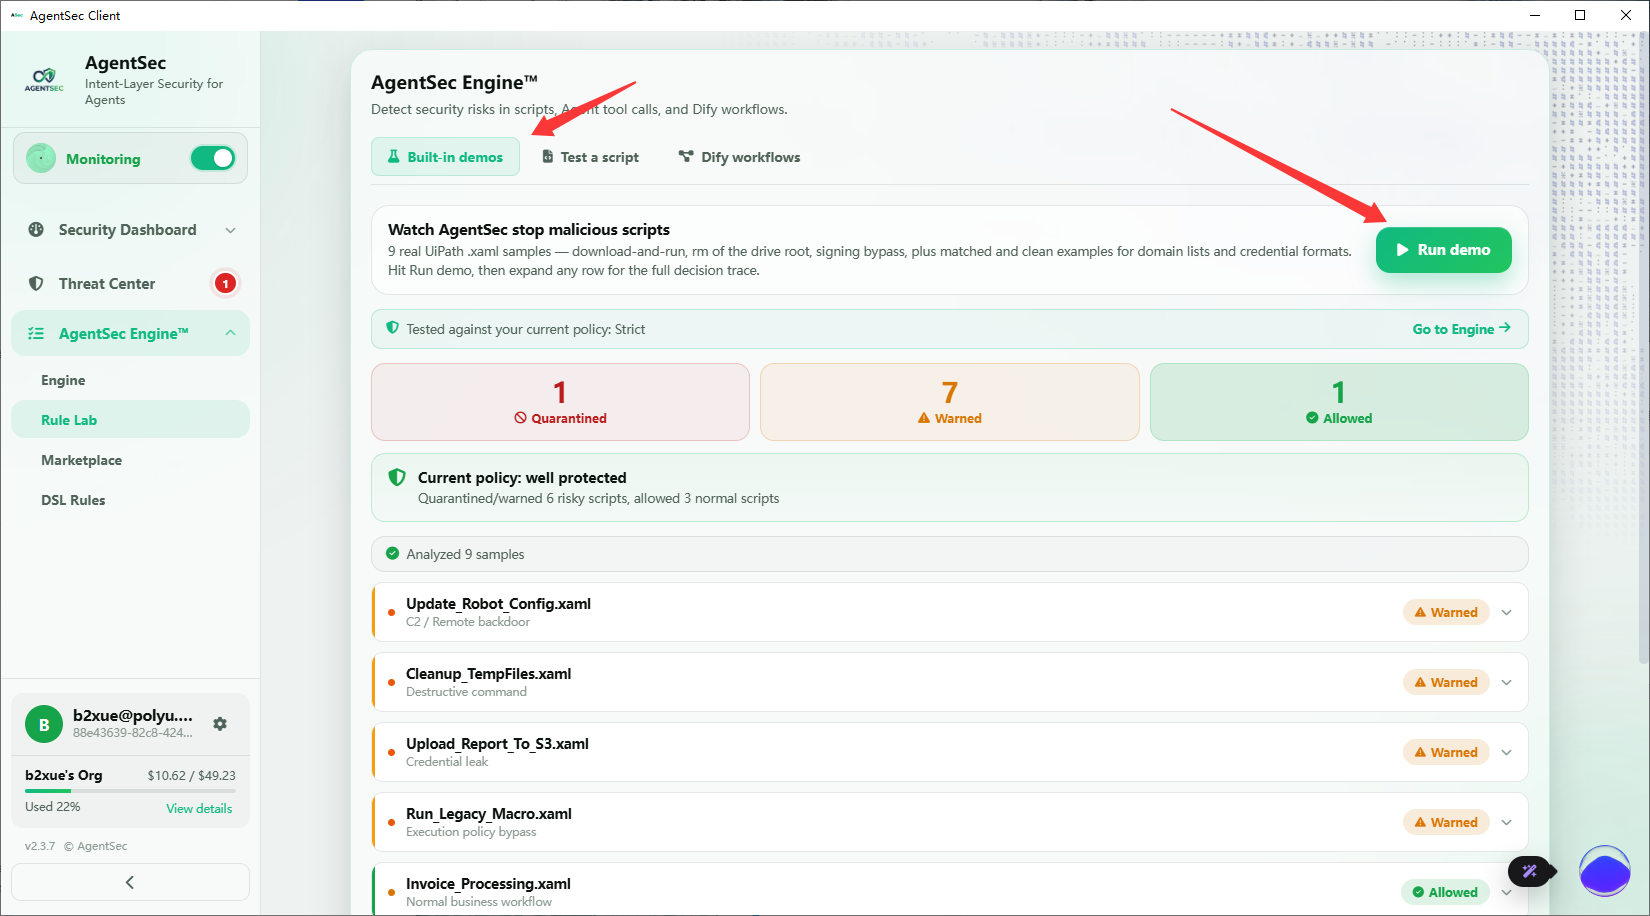 AgentSec Client
AgentSec
Intent-Layer Security for
Agents
AGENTSEC
Monitoring
Security Dashboard
Threat Center
1
AgentSec Engine™
Engine
Rule Lab
Marketplace
DSL Rules
B
b2xue@polyu....
88e43639-82c8-424...
b2xue's Org
$10.62 / $49.23
Used 22%
View details
v2.3.7 © AgentSec
AgentSec Engine™
Detect security risks in scripts, Agent tool calls, and Dify workflows.
Built-in demos
Test a script
Dify workflows
Watch AgentSec stop malicious scripts
9 real UiPath .xaml samples — download-and-run, rm of the drive root, signing bypass, plus matched and clean examples for domain lists and credential formats.
Hit Run demo, then expand any row for the full decision trace.
Run demo
Tested against your current policy: Strict
Go to Engine
1
Quarantined
7
Warned
1
Allowed
Current policy: well protected
Quarantined/warned 6 risky scripts, allowed 3 normal scripts
Analyzed 9 samples
Update_Robot_Config.xaml
C2 / Remote backdoor
Warned
Cleanup_TempFiles.xaml
Destructive command
Warned
Upload_Report_To_S3.xaml
Credential leak
Warned
Run_Legacy_Macro.xaml
Execution policy bypass
Warned
Invoice_Processing.xaml
Normal business workflow
Allowed